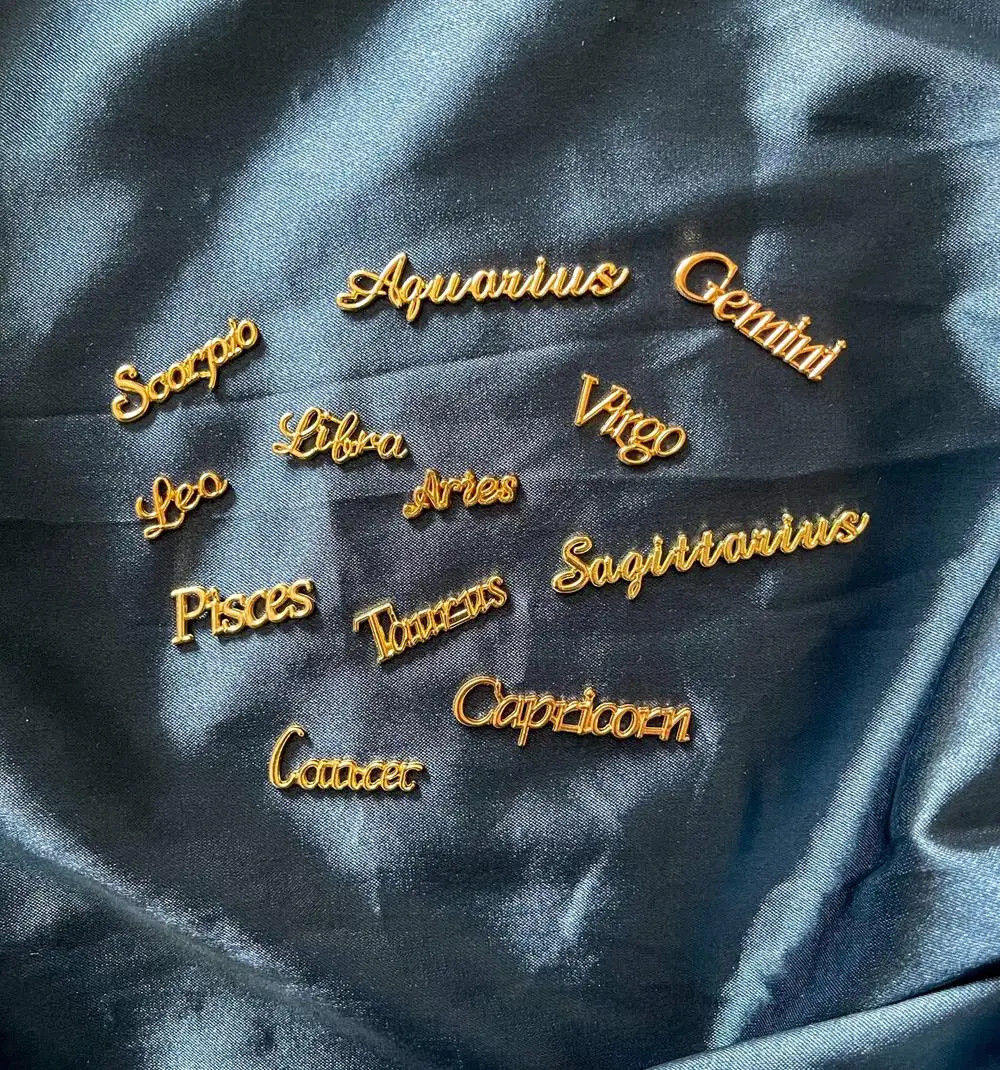 Aquarius
Gemini
Scorpio
Libra
Virgo
Leo
Aries
Sagittarius
Pisces
Taurus
Capricorn
Cancer